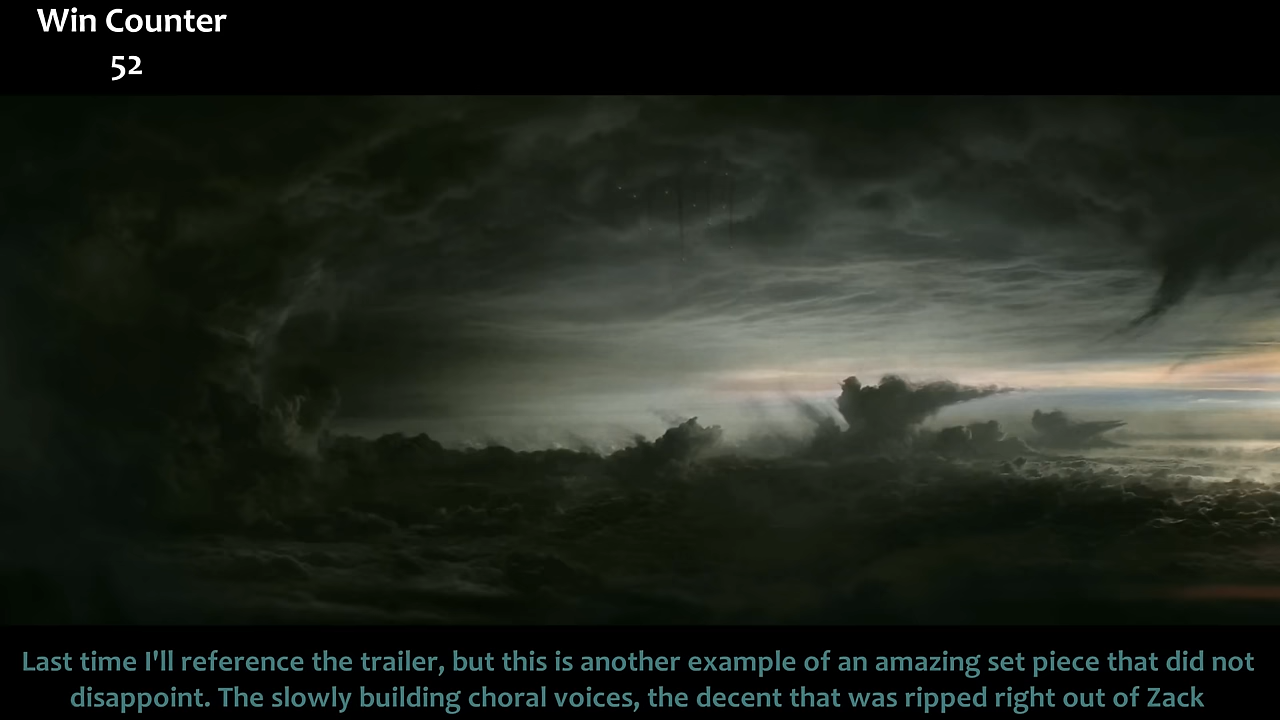 Win Counter
52
Last time I'll reference the trailer, but this is another example of an amazing set piece that did not
disappoint. The slowly building choral voices, the decent that was ripped right out of Zack